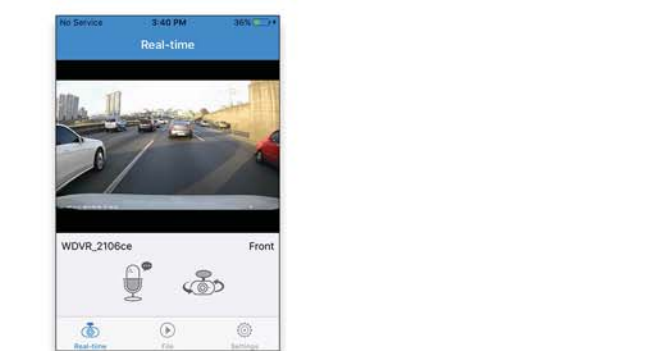 No Service 3:40 PM 36%
Real-time
WDVR_2106ce Front
Real-time File Settings